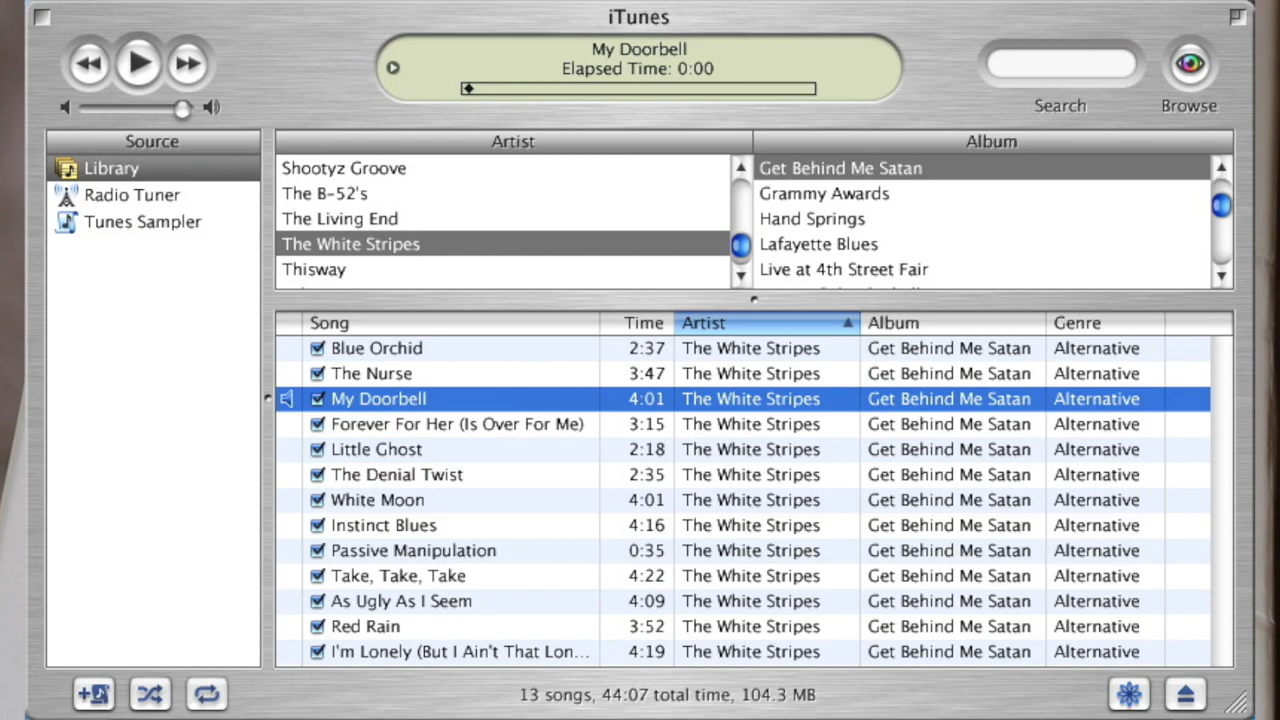 iTunes
My Doorbell
Elapsed Time: 0:00
Search
Browse
Source
Library
Radio Tuner
Tunes Sampler
Artist
Shootyz Groove
The B-52's
The Living End
The White Stripes
Thisway
Album
Get Behind Me Satan
Grammy Awards
Hand Springs
Lafayette Blues
Live at 4th Street Fair
Song Time Artist Album Genre
Blue Orchid 2:37 The White Stripes Get Behind Me Satan Alternative
The Nurse 3:47 The White Stripes Get Behind Me Satan Alternative
My Doorbell 4:01 The White Stripes Get Behind Me Satan Alternative
Forever For Her (Is Over For Me) 3:15 The White Stripes Get Behind Me Satan Alternative
Little Ghost 2:18 The White Stripes Get Behind Me Satan Alternative
The Denial Twist 2:35 The White Stripes Get Behind Me Satan Alternative
White Moon 4:01 The White Stripes Get Behind Me Satan Alternative
Instinct Blues 4:16 The White Stripes Get Behind Me Satan Alternative
Passive Manipulation 0:35 The White Stripes Get Behind Me Satan Alternative
Take, Take, Take 4:22 The White Stripes Get Behind Me Satan Alternative
As Ugly As I Seem 4:09 The White Stripes Get Behind Me Satan Alternative
Red Rain 3:52 The White Stripes Get Behind Me Satan Alternative
I'm Lonely (But I Ain't That Lon... 4:19 The White Stripes Get Behind Me Satan Alternative
13 songs, 44:07 total time, 104.3 MB